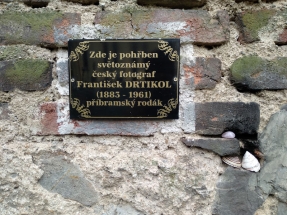 Zde je pohřben
světoznámý
český fotograf
František DRTIKOL
(1883 - 1961)
příbramský rodák